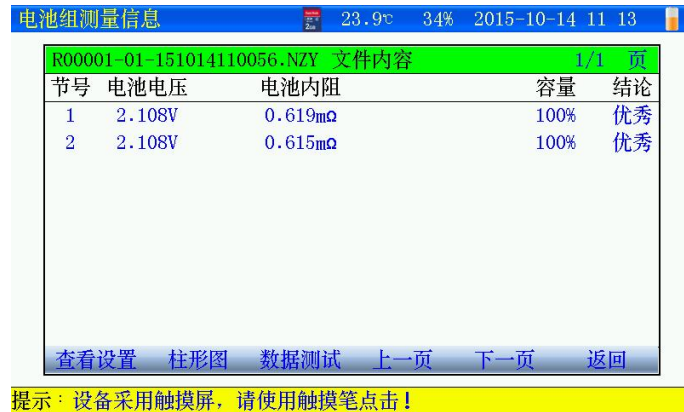 电池组测量信息 23.9℃ 34% 2015-10-14 11 13
R00001-01-151014110056.NZY 文件内容 1/1 页
节号 电池电压 电池内阻 容量 结论
1 2.108V 0.619mΩ 100% 优秀
2 2.108V 0.615mΩ 100% 优秀
查看设置 柱形图 数据测试 上一页 下一页 返回
提示：设备采用触摸屏，请使用触摸笔点击！